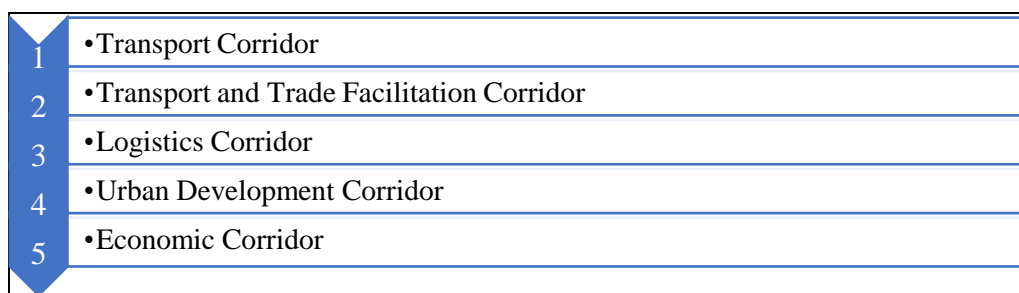 1 •Transport Corridor
2 •Transport and Trade Facilitation Corridor
3 •Logistics Corridor
4 •Urban Development Corridor
5 •Economic Corridor